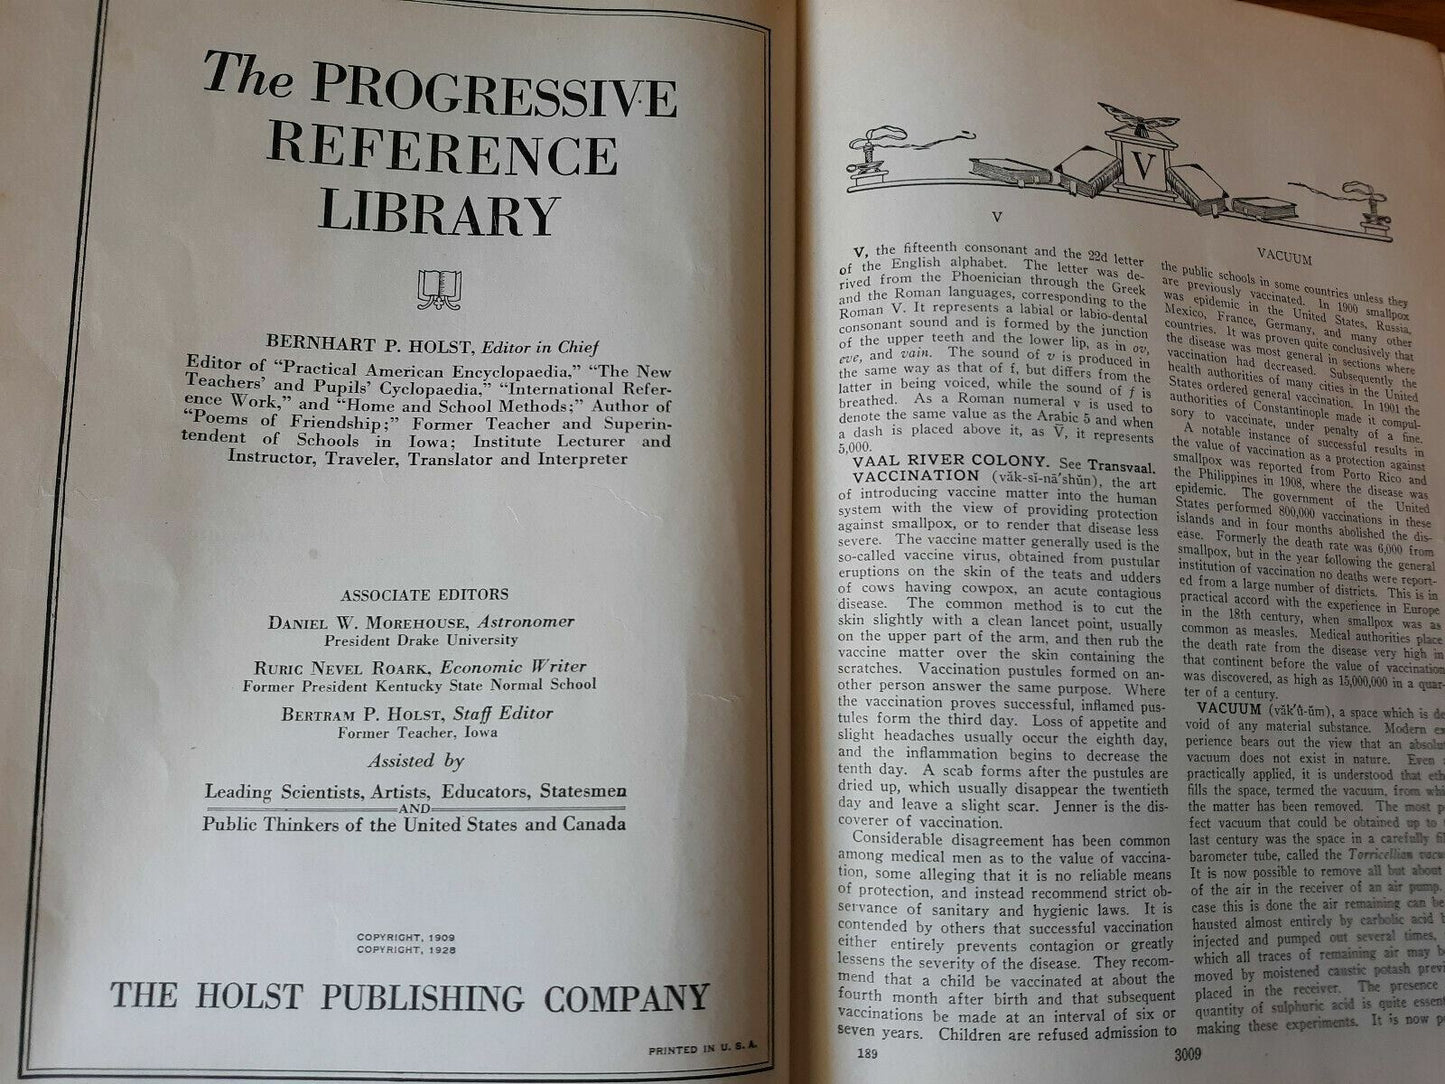 The PROGRESSIVE
REFERENCE
LIBRARY
BERNHART P. HOLST, Editor in Chief
Editor of "Practical American Encyclopaedia," "The New
Teachers' and Pupils' Cyclopaedia," "International Refer-
ence Work," and "Home and School Methods;" Author of
"Poems of Friendship;" Former Teacher and Superin-
tendent of Schools in Iowa; Institute Lecturer and
Instructor, Traveler, Translator and Interpreter
ASSOCIATE EDITORS
DANIEL W. MOREHOUSE, Astronomer
President Drake University
RURIC NEVEL ROARK, Economic Writer
Former President Kentucky State Normal School
BERTRAM P. HOLST, Staff Editor
Former Teacher, Iowa
Assisted by
Leading Scientists, Artists, Educators, Statesmen
AND
Public Thinkers of the United States and Canada
COPYRIGHT, 1909
COPYRIGHT, 1928
THE HOLST PUBLISHING COMPANY
PRINTED IN U. S. A.
V
V
V, the fifteenth consonant and the 22d letter
of the English alphabet. The letter was de-
rived from the Phoenician through the Greek
and the Roman languages, corresponding to the
Roman V. It represents a labial or labio-dental
consonant sound and is formed by the junction
of the upper teeth and the lower lip, as in ov,
eve, and vain. The sound of v is produced in
the same way as that of f, but differs from the
latter in being voiced, while the sound of f is
breathed. As a Roman numeral v is used to
denote the same value as the Arabic 5 and when
a dash is placed above it, as V̄, it represents
5,000.
VAAL RIVER COLONY. See Transvaal.
VACCINATION (văk-sĭ-nā'shŭn), the art
of introducing vaccine matter into the human
system with the view of providing protection
against smallpox, or to render that disease less
severe. The vaccine matter generally used is the
so-called vaccine virus, obtained from pustular
eruptions on the skin of the teats and udders
of cows having cowpox, an acute contagious
disease. The common method is to cut the
skin slightly with a clean lancet point, usually
on the upper part of the arm, and then rub the
vaccine matter over the skin containing the
scratches. Vaccination pustules formed on an-
other person answer the same purpose. Where
the vaccination proves successful, inflamed pus-
tules form the third day. Loss of appetite and
slight headaches usually occur the eighth day,
and the inflammation begins to decrease the
tenth day. A scab forms after the pustules are
dried up, which usually disappear the twentieth
day and leave a slight scar. Jenner is the dis-
coverer of vaccination.
Considerable disagreement has been common
among medical men as to the value of vaccina-
tion, some alleging that it is no reliable means
of protection, and instead recommend strict ob-
servance of sanitary and hygienic laws. It is
contended by others that successful vaccination
either entirely prevents contagion or greatly
lessens the severity of the disease. They recom-
mend that a child be vaccinated at about the
fourth month after birth and that subsequent
vaccinations be made at an interval of six or
seven years. Children are refused admission to
189
VACUUM
the public schools in some countries unless they
are previously vaccinated. In 1900 smallpox
was epidemic in the United States, Russia,
Mexico, France, Germany, and many other
countries. It was proven quite conclusively that
the disease was most general in sections where
vaccination had decreased. Subsequently the
health authorities of many cities in the United
States ordered general vaccination. In 1901 the
authorities of Constantinople made it compul-
sory to vaccinate, under penalty of a fine.
A notable instance of successful results in
the value of vaccination as a protection against
smallpox was reported from Porto Rico and
the Philippines in 1908, where the disease was
epidemic. The government of the United
States performed 800,000 vaccinations in these
islands and in four months abolished the dis-
ease. Formerly the death rate was 6,000 from
smallpox, but in the year following the general
institution of vaccination no deaths were report-
ed from a large number of districts. This is in
practical accord with the experience in Europe
in the 18th century, when smallpox was as
common as measles. Medical authorities place
the death rate from the disease very high in
that continent before the value of vaccination
was discovered, as high as 15,000,000 in a quar-
ter of a century.
VACUUM (văk'ū-ŭm), a space which is de
void of any material substance. Modern ex
perience bears out the view that an absolu
vacuum does not exist in nature. Even
practically applied, it is understood that eth
fills the space, termed the vacuum, from whi
the matter has been removed. The most p
fect vacuum that could be obtained up to
last century was the space in a carefully fil
barometer tube, called the Torricellian vacu
It is now possible to remove all but about
of the air in the receiver of an air pump.
case this is done the air remaining can be
hausted almost entirely by carbolic acid
injected and pumped out several times,
which all traces of remaining air may b
moved by moistened caustic potash previ
placed in the receiver. The presence
quantity of sulphuric acid is quite essent
making these experiments. It is now p
3009